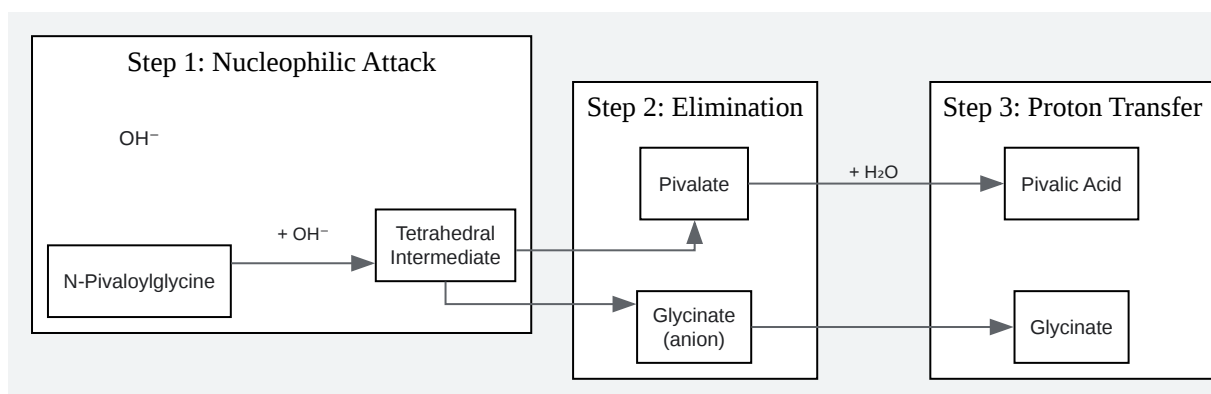 Step 1: Nucleophilic Attack
OH⁻
N-Pivaloylglycine
+ OH⁻
Tetrahedral
Intermediate
Step 2: Elimination
Pivalate
Glycinate
(anion)
+ H₂O
Step 3: Proton Transfer
Pivalic Acid
Glycinate